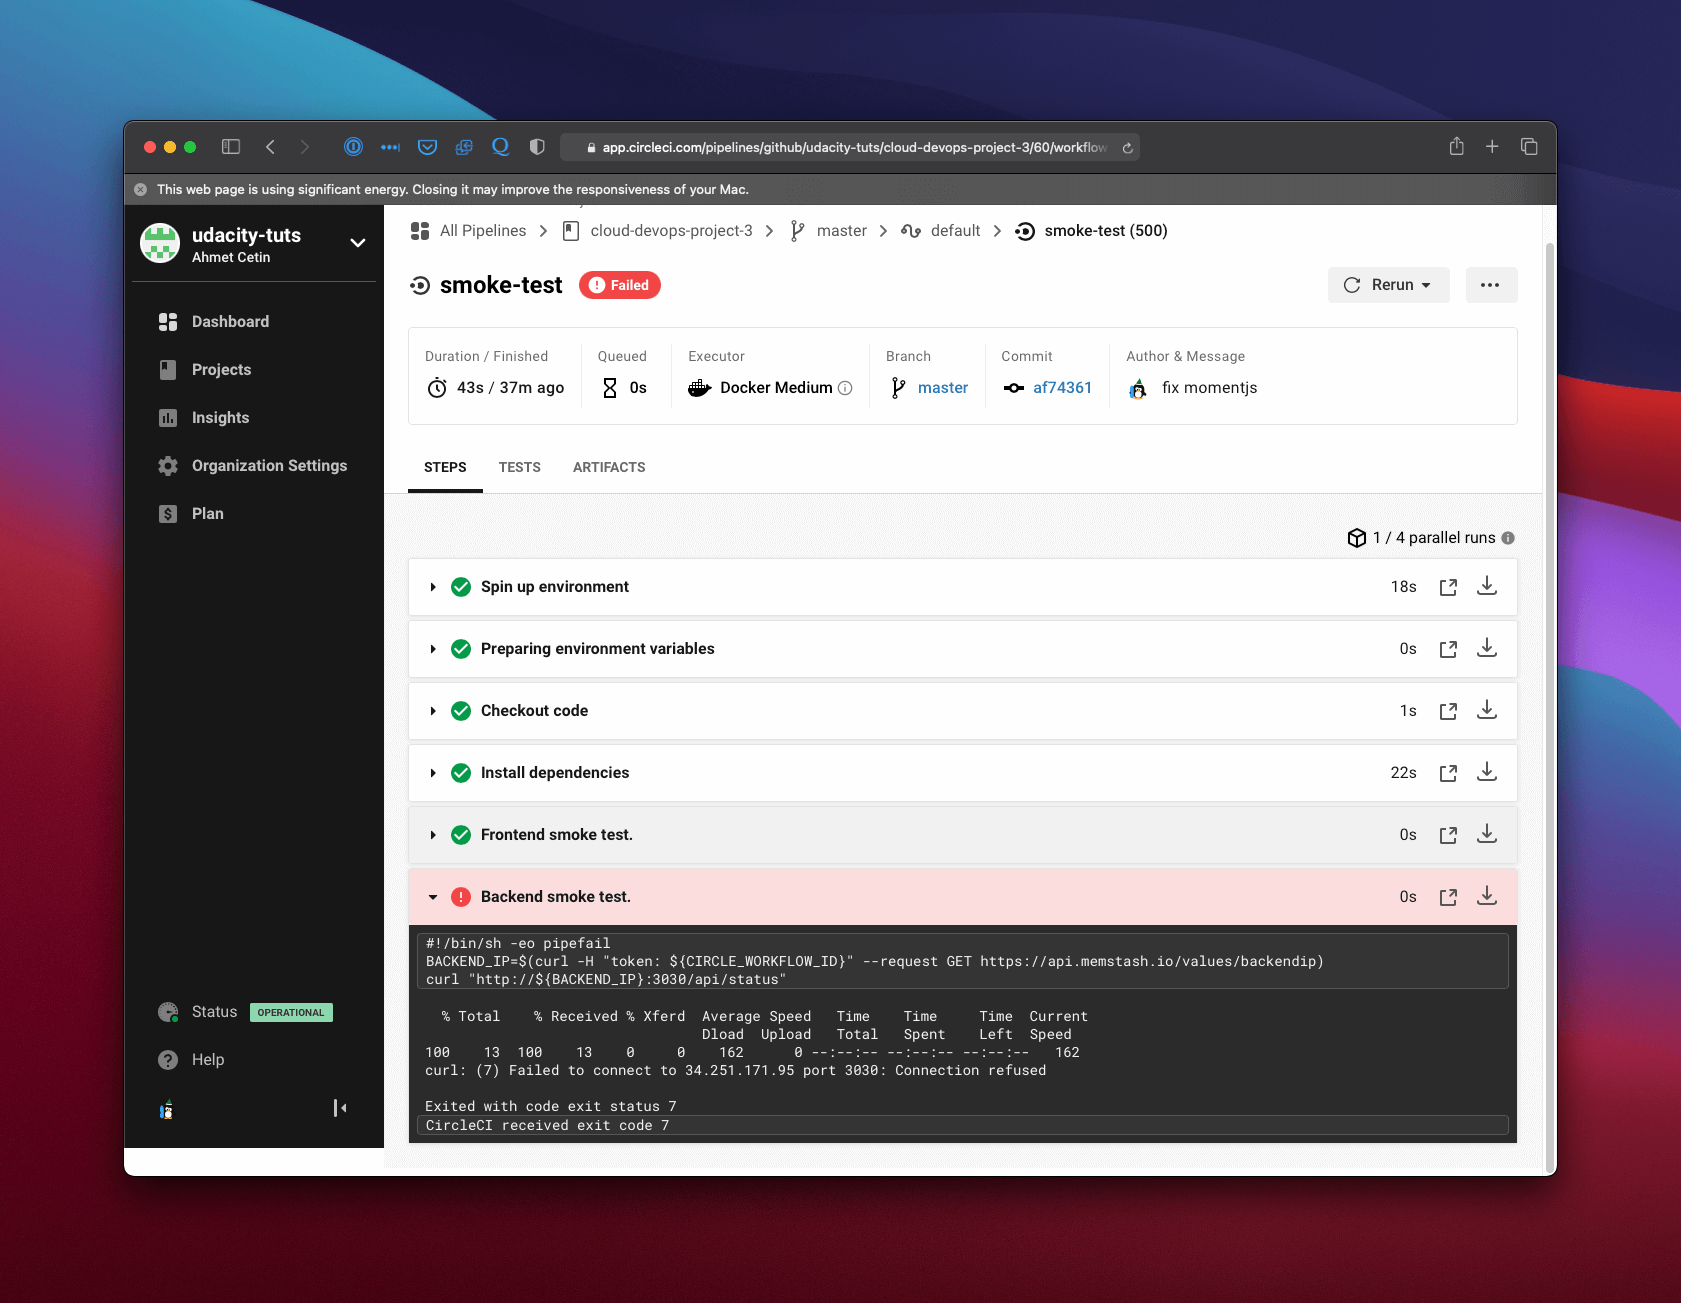 app.circleci.com/pipelines/github/udacity-tuts/cloud-devops-project-3/60/workflow
This web page is using significant energy. Closing it may improve the responsiveness of your Mac.
udacity-tuts
Ahmet Cetin
Dashboard
Projects
Insights
Organization Settings
Plan
Status OPERATIONAL
Help
All Pipelines cloud-devops-project-3 master default smoke-test (500)
smoke-test Failed
Rerun
Duration / Finished Queued Executor Branch Commit Author & Message
43s / 37m ago 0s Docker Medium master af74361 fix momentjs
STEPS TESTS ARTIFACTS
1 / 4 parallel runs
Spin up environment 18s
Preparing environment variables 0s
Checkout code 1s
Install dependencies 22s
Frontend smoke test. 0s
Backend smoke test. 0s
#!/bin/sh -eo pipefail
BACKEND_IP=$(curl -H "token: ${CIRCLE_WORKFLOW_ID}" --request GET https://api.memstash.io/values/backendip)
curl "http://${BACKEND_IP}:3030/api/status"
% Total % Received % Xferd Average Speed Time Time Time Current
Dload Upload Total Spent Left Speed
100 13 100 13 0 0 162 0 --:--:-- --:--:-- --:--:-- 162
curl: (7) Failed to connect to 34.251.171.95 port 3030: Connection refused
Exited with code exit status 7
CircleCI received exit code 7